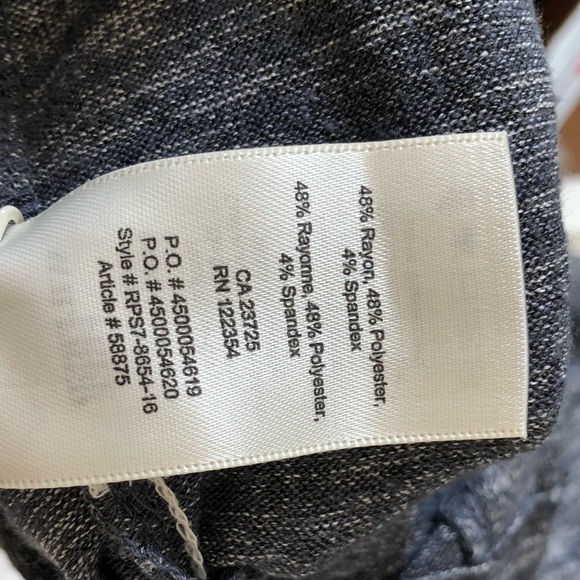 48% Rayon, 48% Polyester,
4% Spandex
48% Rayonne, 48% Polyester,
4% Spandex
CA 23725
RN 122354
P.O. # 4500054619
P.O. # 4500054620
Style # RPS7-8654-16
Article # 58875